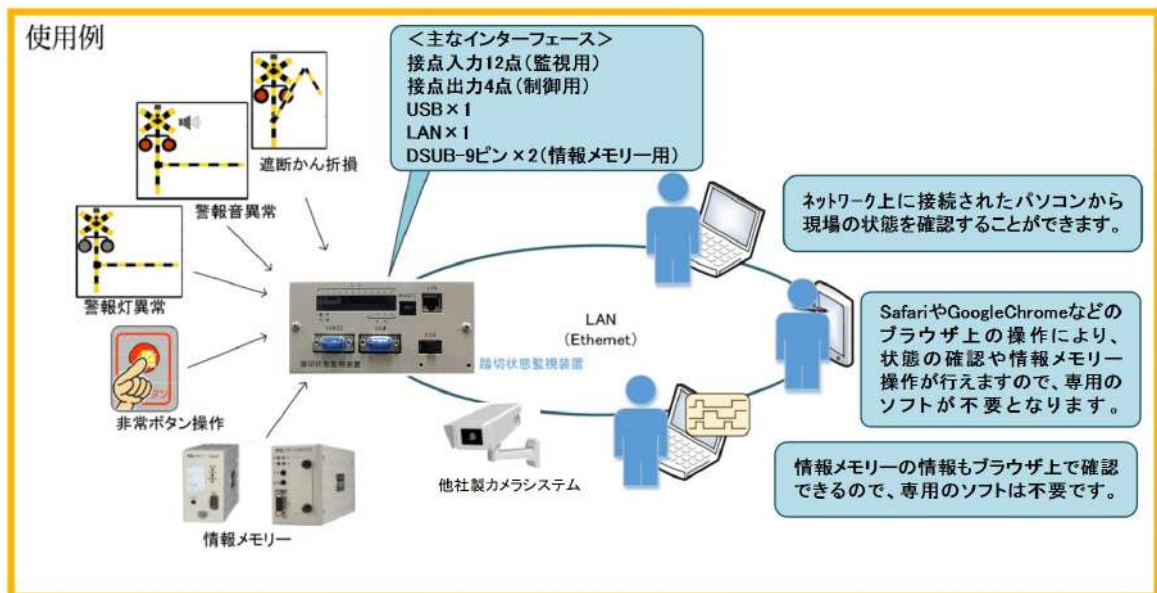 使用例
<主なインターフェース>
接点入力12点(監視用)
接点出力4点(制御用)
USB×1
LAN×1
DSUB-9ピン×2(情報メモリー用)
遮断かん折損
警報音異常
警報灯異常
非常ボタン操作
情報メモリー
LAN
(Ethernet)
踏切状態監視装置
踏切状態監視装置
他社製カメラシステム
ネットワーク上に接続されたパソコンから
現場の状態を確認することができます。
SafariやGoogleChromeなどの
ブラウザ上の操作により、
状態の確認や情報メモリー
操作が行えますので、専用の
ソフトが不要となります。
情報メモリーの情報もブラウザ上で確認
できるので、専用のソフトは不要です。